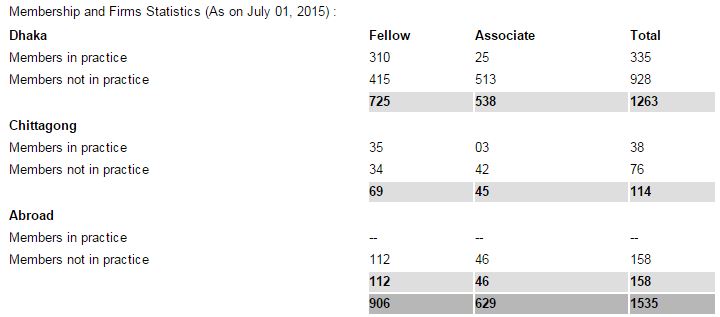 Membership and Firms Statistics (As on July 01, 2015) :
Dhaka Fellow Associate Total
Members in practice 310 25 335
Members not in practice 415 513 928
725 538 1263
Chittagong
Members in practice 35 03 38
Members not in practice 34 42 76
69 45 114
Abroad
Members in practice -- -- --
Members not in practice 112 46 158
112 46 158
906 629 1535